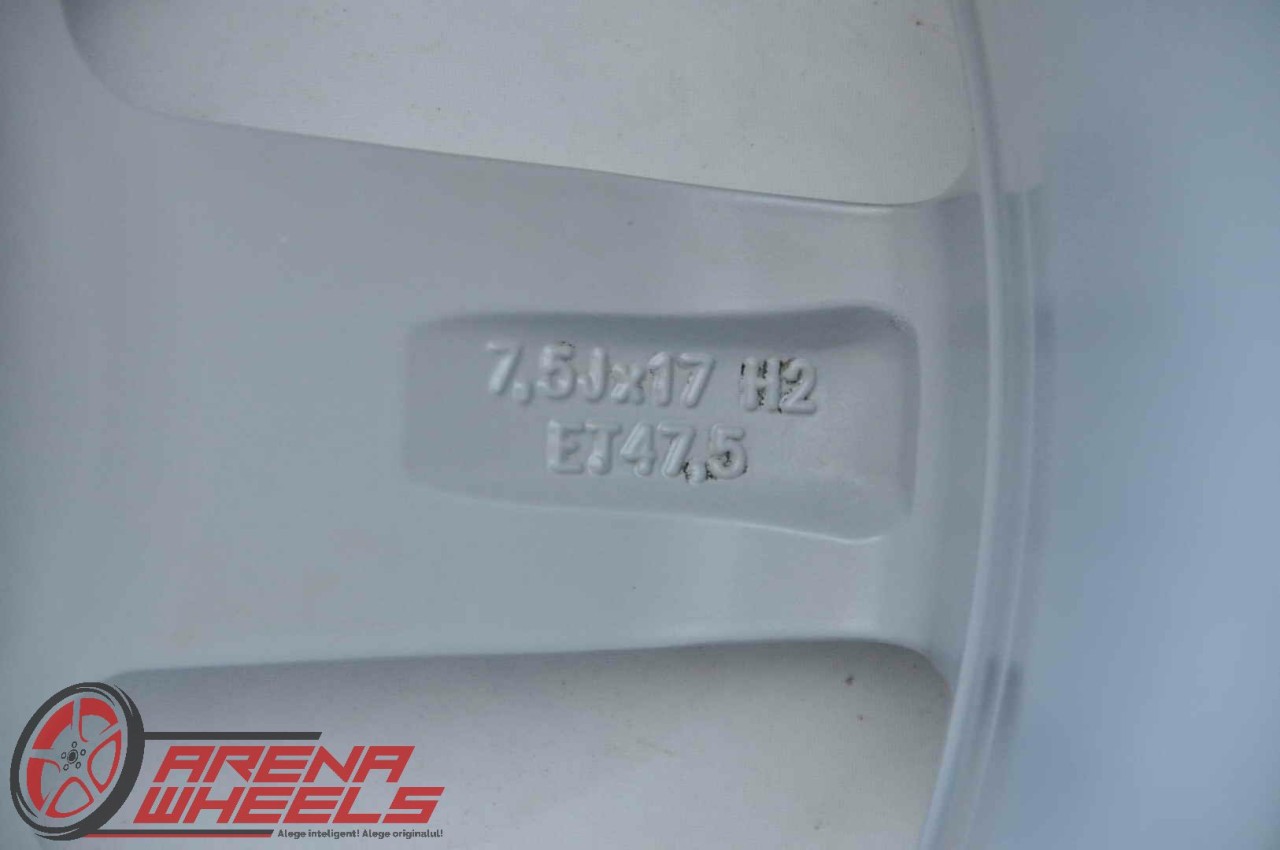 7,5Jx17 H2
ET47,5
ARENA
WHEELS
Alege inteligent! Alege originalul!